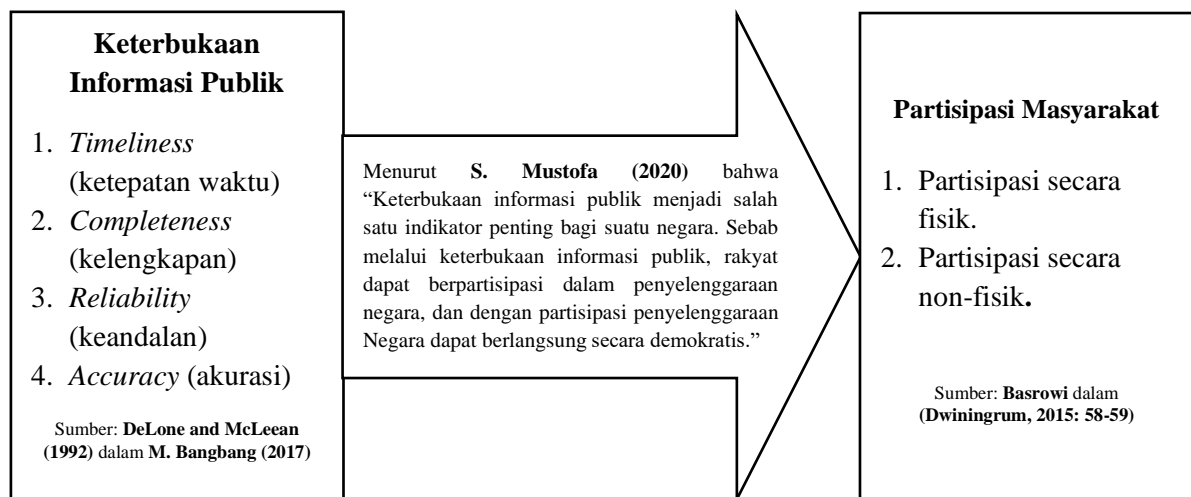 Keterbukaan
Informasi Publik
1. Timeliness
(ketepatan waktu)
2. Completeness
(kelengkapan)
3. Reliability
(keandalan)
4. Accuracy (akurasi)
Sumber: DeLone and McLeean
(1992) dalam M. Bangbang (2017)
Menurut S. Mustofa (2020) bahwa
“Keterbukaan informasi publik menjadi salah
satu indikator penting bagi suatu negara. Sebab
melalui keterbukaan informasi publik, rakyat
dapat berpartisipasi dalam penyelenggaraan
negara, dan dengan partisipasi penyelenggaraan
Negara dapat berlangsung secara demokratis.”
Partisipasi Masyarakat
1. Partisipasi secara
fisik.
2. Partisipasi secara
non-fisik.
Sumber: Basrowi dalam
(Dwiningrum, 2015: 58-59)